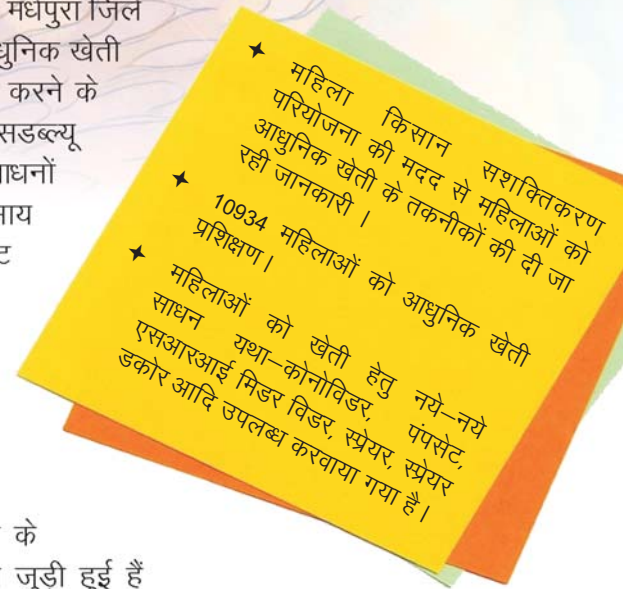 मधेपुरा जिले
धुनिक खेती
करने के
सडब्ल्यू
ाधनों
साय
ट
महिला किसान सशक्तिकरण
परियोजना की मदद से महिलाओं को
आधुनिक खेती के तकनीकों की दी जा
रही जानकारी ।
10934 महिलाओं को आधुनिक खेती
प्रशिक्षण।
महिलाओं को खेती हेतु नये–नये
साधन यथा–कोनोविडर, पंपसेट,
एसआरआई मिडर विडर, स्प्रेयर, स्प्रेयर
डकोर आदि उपलब्ध करवाया गया है।
के
जुड़ी हुई हैं